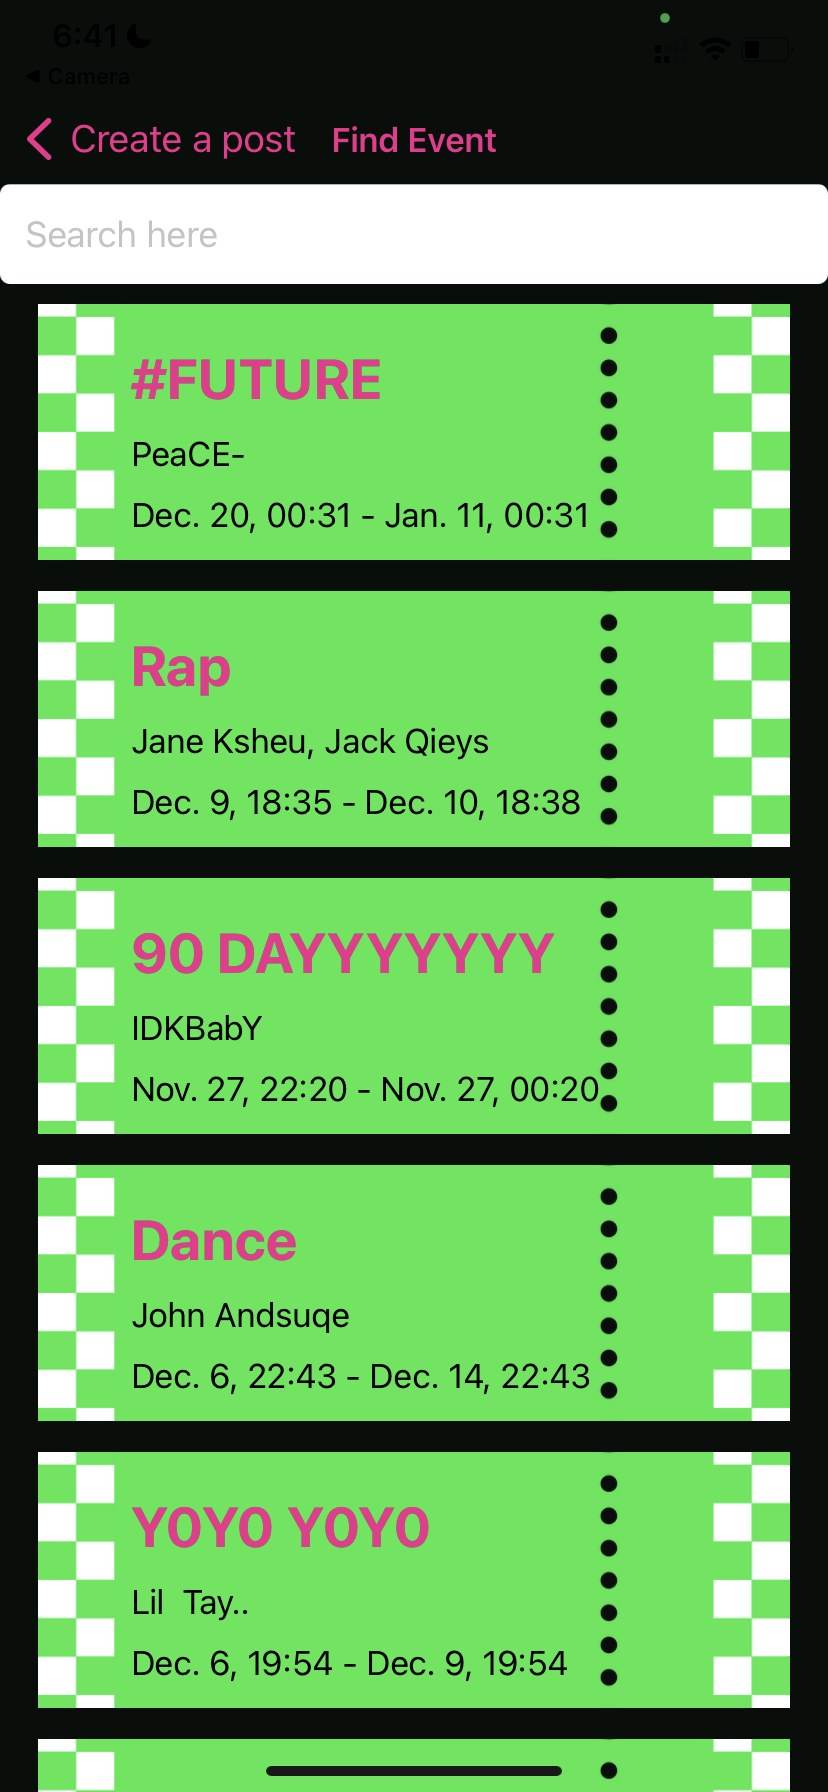 6:41
◀ Camera
Create a post Find Event
Search here
#FUTURE
PeaCE-
Dec. 20, 00:31 - Jan. 11, 00:31
Rap
Jane Ksheu, Jack Qieys
Dec. 9, 18:35 - Dec. 10, 18:38
90 DAYYYYYYY
IDKBabY
Nov. 27, 22:20 - Nov. 27, 00:20
Dance
John Andsuqe
Dec. 6, 22:43 - Dec. 14, 22:43
Y0Y0 Y0Y0
Lil  Tay..
Dec. 6, 19:54 - Dec. 9, 19:54